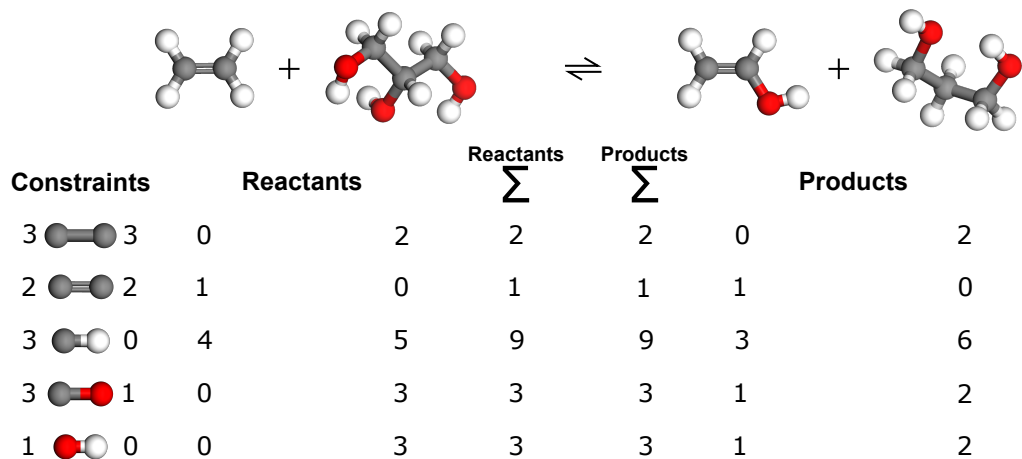 + ⇌ +
Reactants Products
Constraints Reactants Σ Σ Products
3 3 0 2 2 2 0 2
2 2 1 0 1 1 1 0
3 0 4 5 9 9 3 6
3 1 0 3 3 3 1 2
1 0 0 3 3 3 1 2